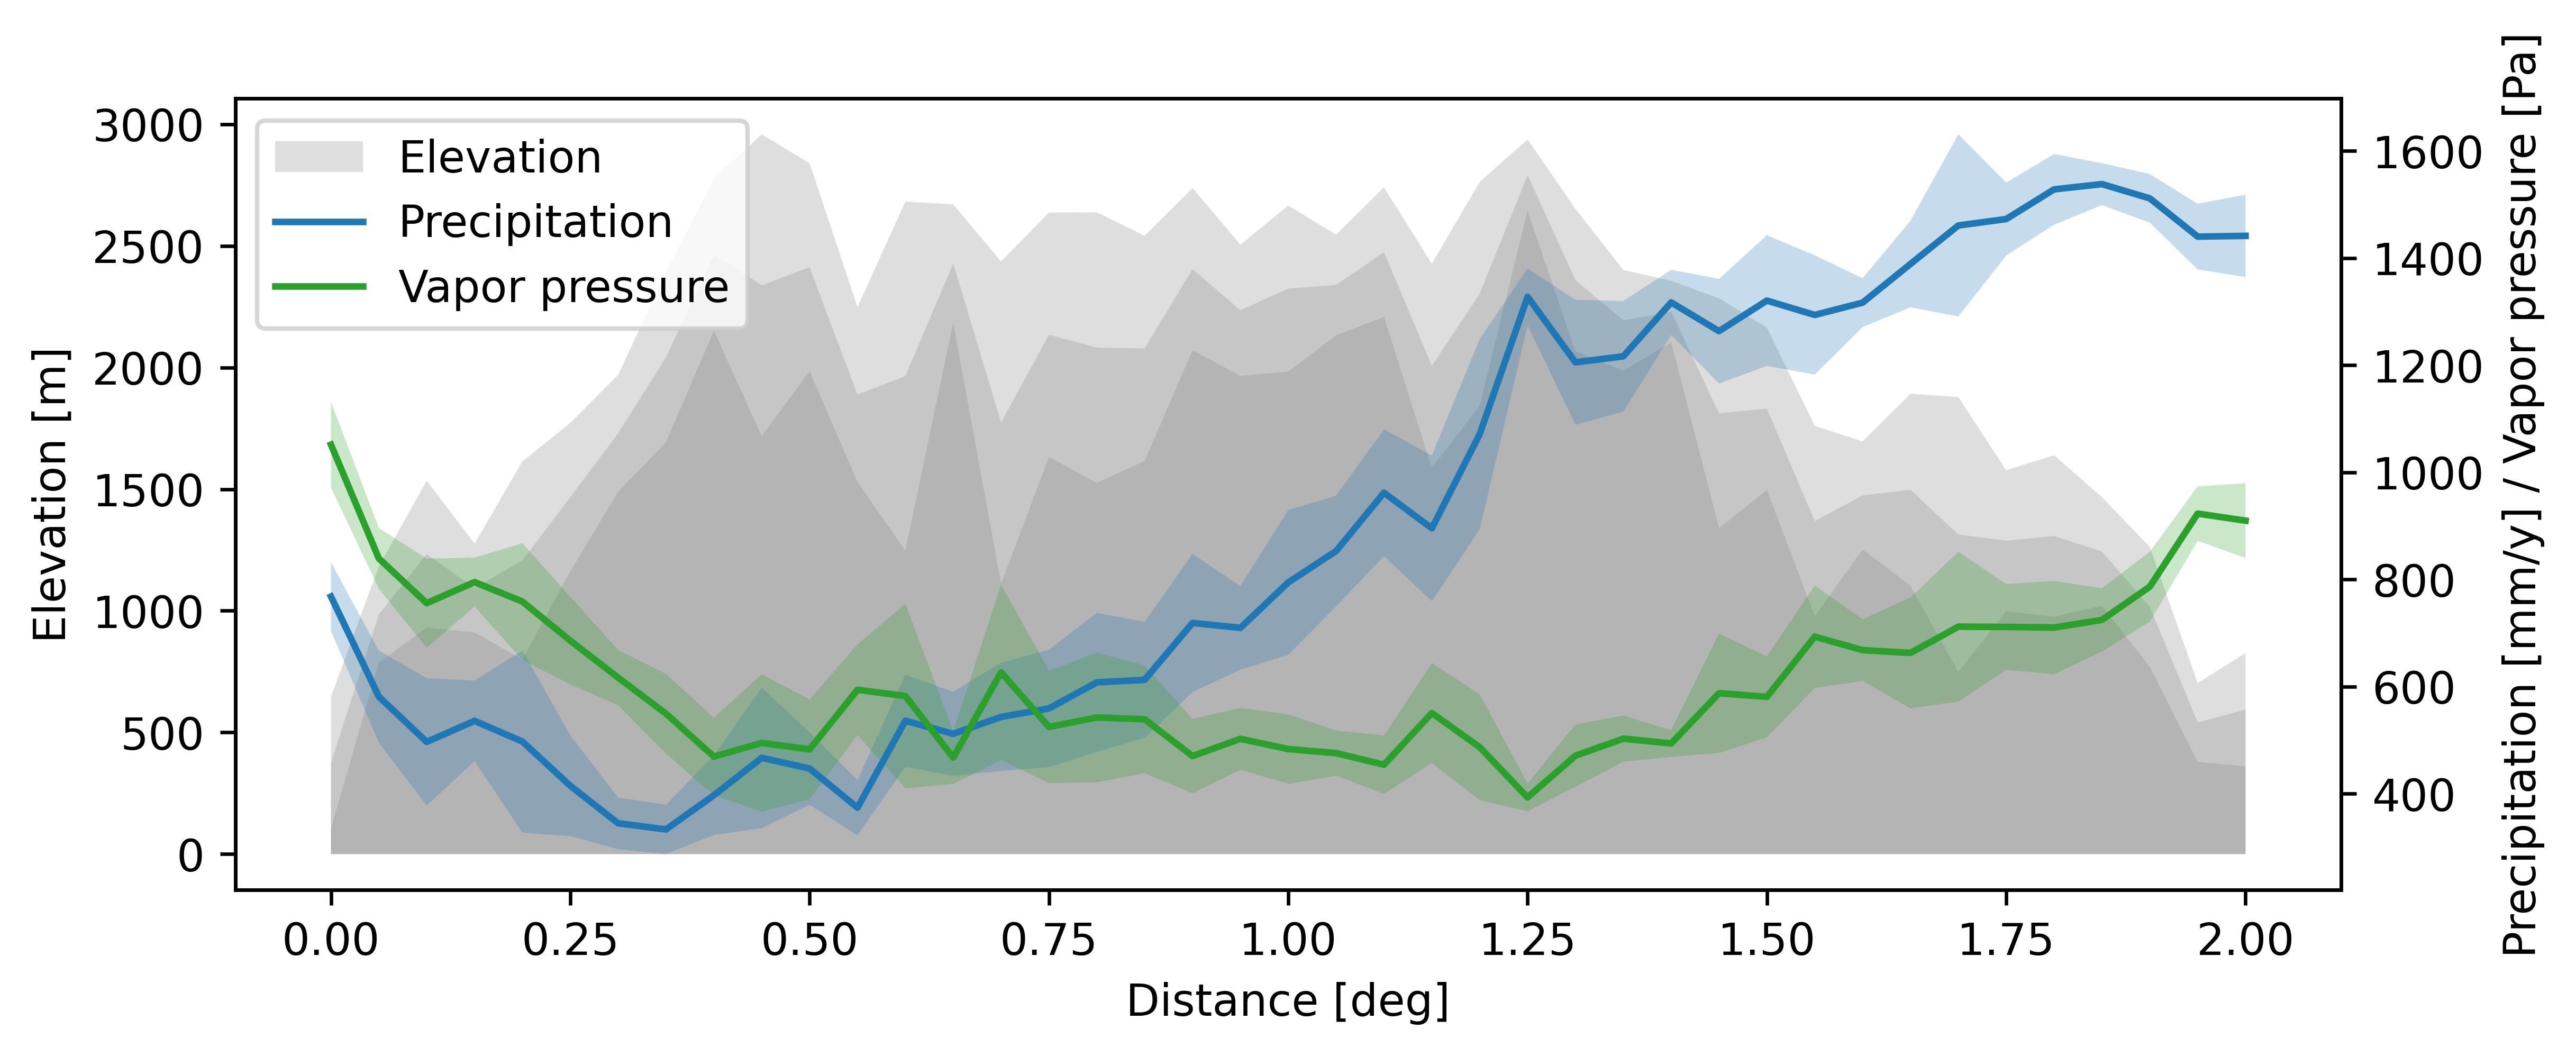 Elevation
Precipitation
Vapor pressure
Elevation [m]
3000
2500
2000
1500
1000
500
0
1600
1400
1200
1000
800
600
400
Precipitation [mm/y] / Vapor pressure [Pa]
0.00 0.25 0.50 0.75 1.00 1.25 1.50 1.75 2.00
Distance [deg]